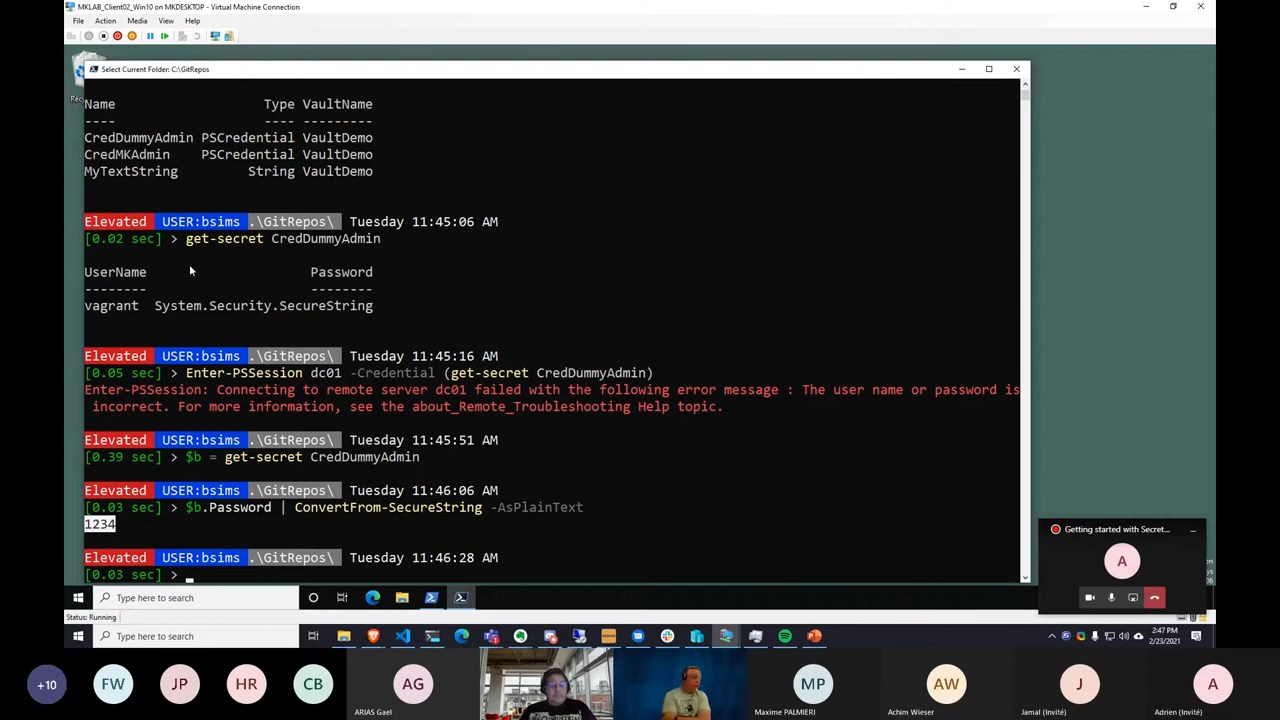 MKLAB_Client02_Win10 on MKDESKTOP - Virtual Machine Connection
File Action Media View Help
Select Current Folder: C:\GitRepos\
Name Type VaultName
---- ---- ---------
CredDummyAdmin PSCredential VaultDemo
CredMKAdmin PSCredential VaultDemo
MyTextString String VaultDemo
Elevated USER:bsims .\GitRepos\ Tuesday 11:45:06 AM
[0.02 sec] > get-secret CredDummyAdmin
UserName Password
-------- --------
vagrant System.Security.SecureString
Elevated USER:bsims .\GitRepos\ Tuesday 11:45:16 AM
[0.05 sec] > Enter-PSSession dc01 -Credential (get-secret CredDummyAdmin)
Enter-PSSession: Connecting to remote server dc01 failed with the following error message : The user name or password is
incorrect. For more information, see the about_Remote_Troubleshooting Help topic.
Elevated USER:bsims .\GitRepos\ Tuesday 11:45:51 AM
[0.39 sec] > $b = get-secret CredDummyAdmin
Elevated USER:bsims .\GitRepos\ Tuesday 11:46:06 AM
[0.03 sec] > $b.Password | ConvertFrom-SecureString -AsPlainText
1234
Elevated USER:bsims .\GitRepos\ Tuesday 11:46:28 AM
[0.03 sec] >
Getting started with Secret...
A
Type here to search
Status: Running
Type here to search
2:47 PM
2/23/2021
+10 FW JP HR CB AG MP AW J A
ARIAS Gael Maxime PALMIERI Achim Wieser Jamal (Invité) Adrien (Invité)